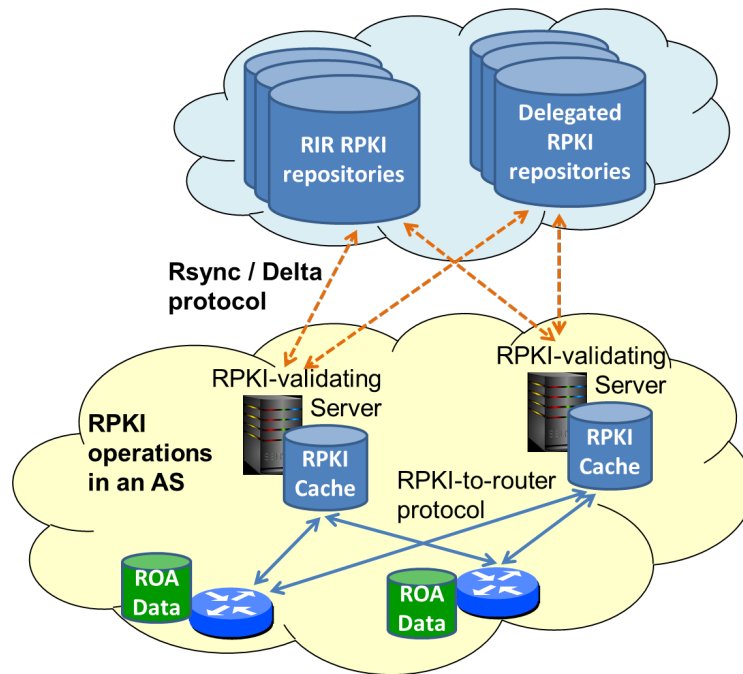 RIR RPKI
repositories
Delegated
RPKI
repositories
Rsync / Delta
protocol
RPKI-validating
Server
RPKI-validating
Server
RPKI
operations
in an AS
RPKI
Cache
RPKI
Cache
RPKI-to-router
protocol
ROA
Data
ROA
Data